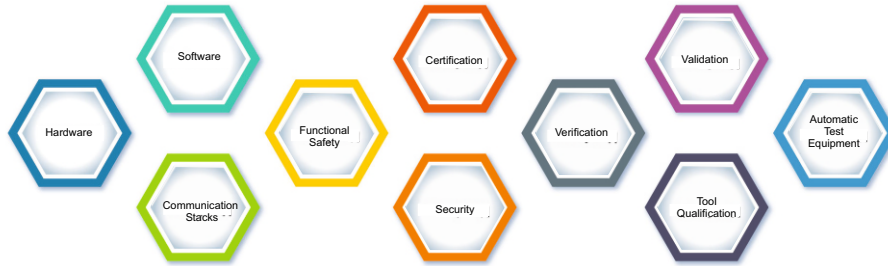 Software
Certification
Validation
Hardware
Functional
Safety
Verification
Automatic
Test
Equipment
Communication
Stacks
Security
Tool
Qualification